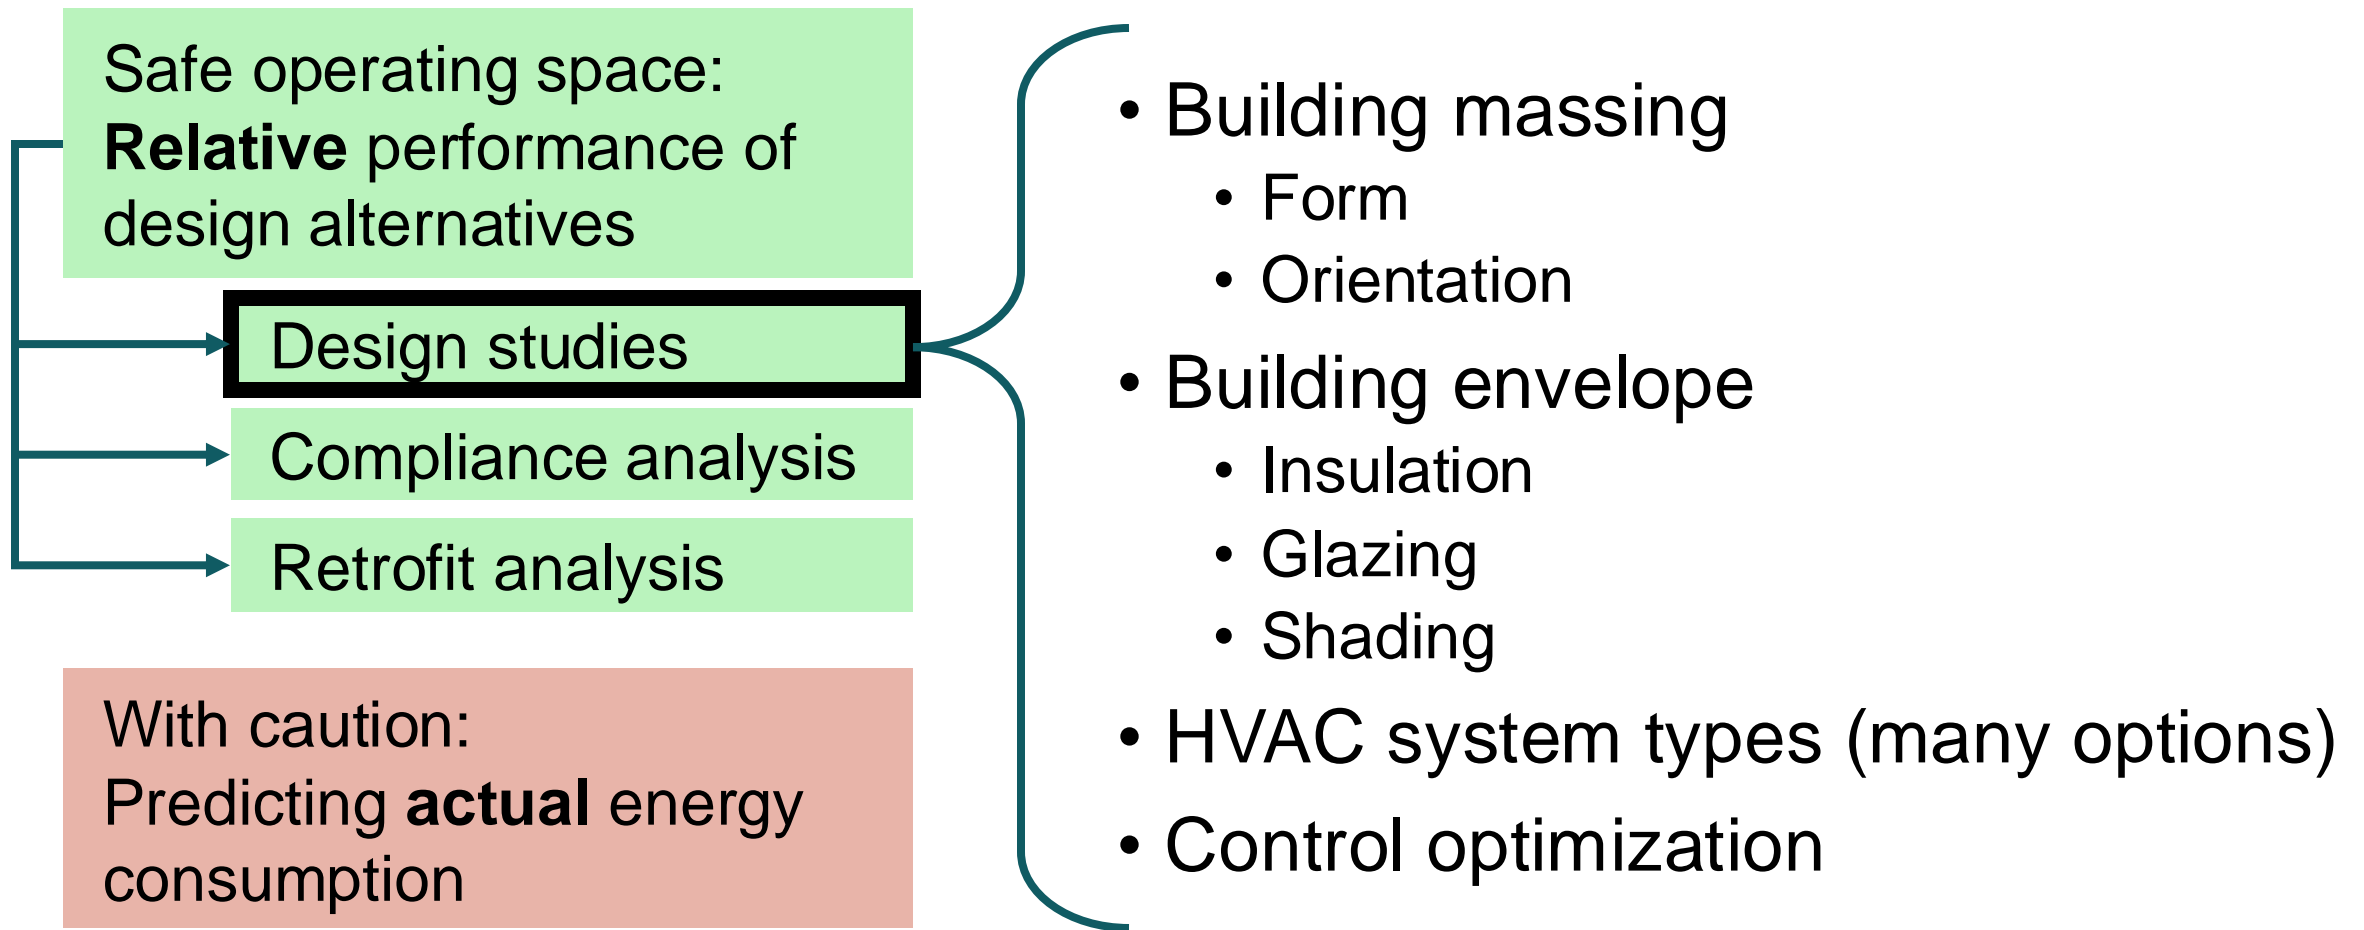 Safe operating space:
Relative performance of
design alternatives
Design studies
Compliance analysis
Retrofit analysis
With caution:
Predicting actual energy
consumption
• Building massing
• Form
• Orientation
• Building envelope
• Insulation
• Glazing
• Shading
• HVAC system types (many options)
• Control optimization